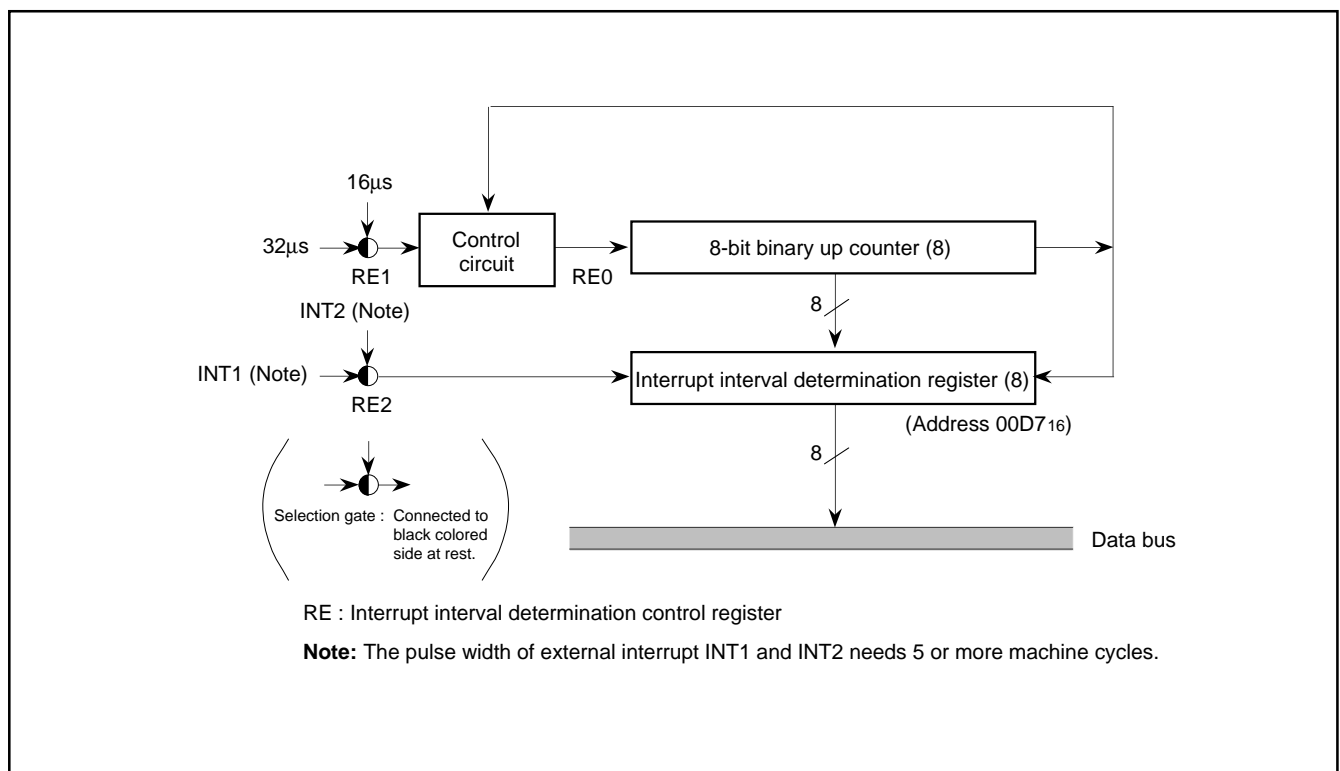 16µs
32µs
RE1
Control
circuit
RE0
8-bit binary up counter (8)
INT2 (Note)
8
INT1 (Note)
RE2
Interrupt interval determination register (8)
(Address 00D716)
8
Selection gate : Connected to
black colored
side at rest.
Data bus
RE : Interrupt interval determination control register
Note: The pulse width of external interrupt INT1 and INT2 needs 5 or more machine cycles.